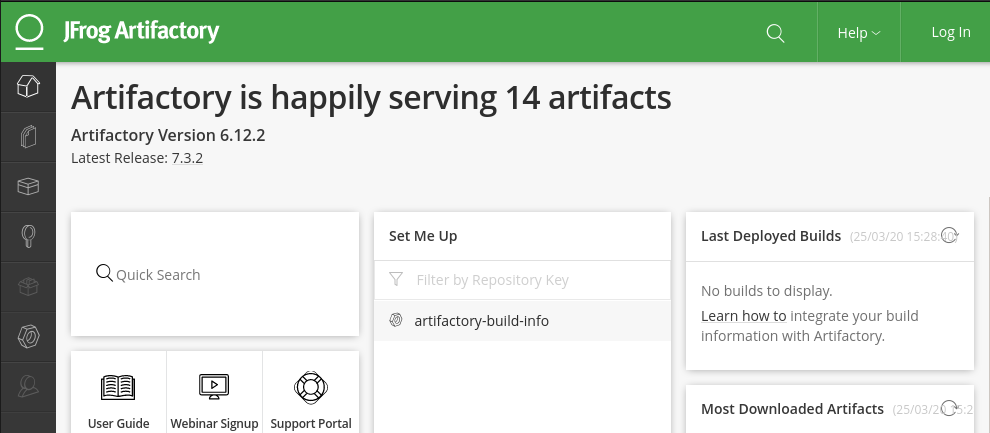 JFrog Artifactory
Help
Log In
Artifactory is happily serving 14 artifacts
Artifactory Version 6.12.2
Latest Release: 7.3.2
Quick Search
Set Me Up
Filter by Repository Key
artifactory-build-info
Last Deployed Builds (25/03/20 15:28:40)
No builds to display.
Learn how to integrate your build
information with Artifactory.
User Guide
Webinar Signup
Support Portal
Most Downloaded Artifacts (25/03/20 15:2